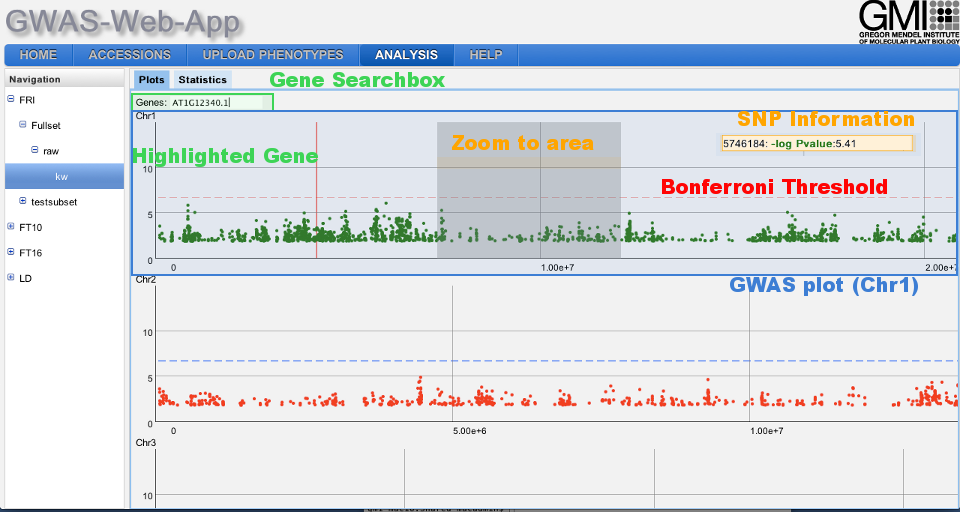 GWAS-Web-App
GMI
GREGOR MENDEL INSTITUTE
OF MOLECULAR PLANT BIOLOGY
HOME ACCESSIONS UPLOAD PHENOTYPES ANALYSIS HELP
Navigation
FRI
Fullset
raw
kw
testsubset
FT10
FT16
LD
Plots Statistics
Gene Searchbox
Genes: AT1G12340.1
Chr1
SNP Information
Zoom to area
5746184: -log Pvalue:5.41
Highlighted Gene
10
Bonferroni Threshold
5
0
0 1.00e+7 2.00e+7
Chr2
GWAS plot (Chr1)
10
5
0
0 5.00e+6 1.00e+7
Chr3
10